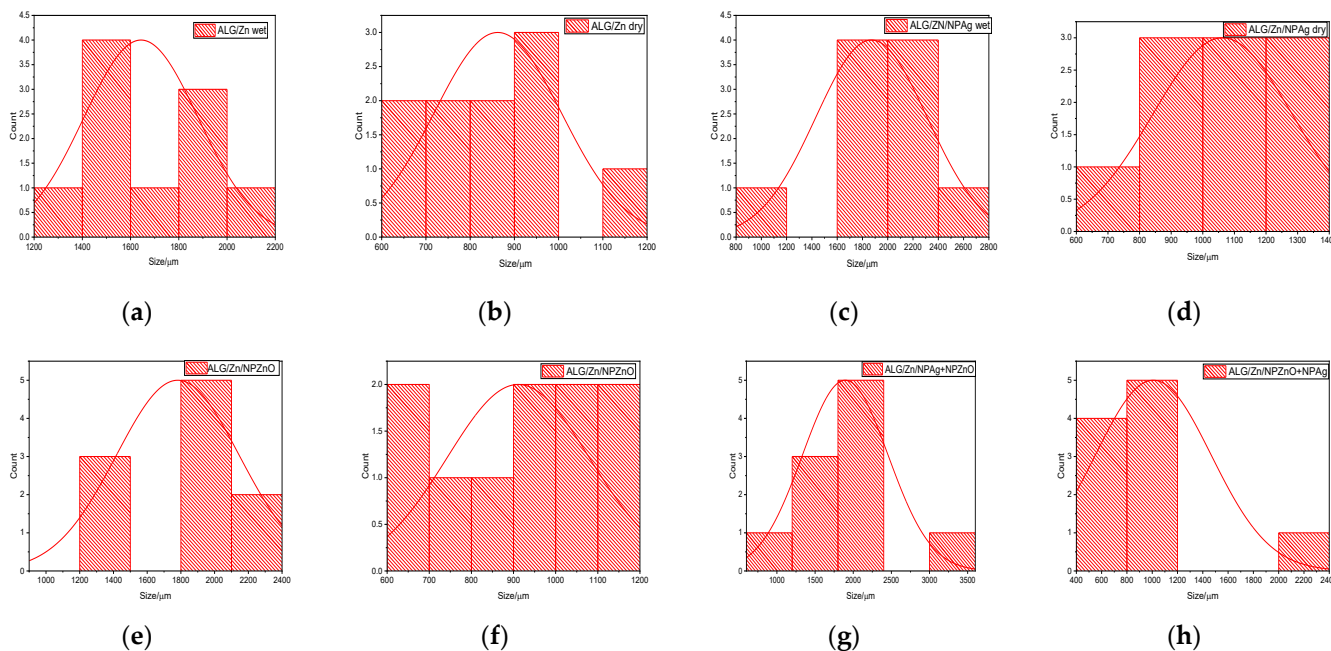 ALG/Zn wet
4.5
4.0
3.5
3.0
2.5
2.0
1.5
1.0
0.5
0.0
Count
1200 1400 1600 1800 2000 2200
Size/μm
(a)
ALG/Zn dry
3.0
2.5
2.0
1.5
1.0
0.5
0.0
Count
600 700 800 900 1000 1100 1200
Size/μm
(b)
ALG/ZN/NPAg wet
4.5
4.0
3.5
3.0
2.5
2.0
1.5
1.0
0.5
0.0
Count
800 1000 1200 1400 1600 1800 2000 2200 2400 2600 2800
Size/μm
(c)
ALG/Zn/NPAg dry
3.0
2.5
2.0
1.5
1.0
0.5
0.0
Count
600 700 800 900 1000 1100 1200 1300 1400
Size/μm
(d)
ALG/Zn/NPZnO
5
4
3
2
1
0
Count
1000 1200 1400 1600 1800 2000 2200 2400
Size/μm
(e)
ALG/Zn/NPZnO
2.0
1.5
1.0
0.5
0.0
Count
600 700 800 900 1000 1100 1200
Size/μm
(f)
ALG/Zn/NPAg+NPZnO
5
4
3
2
1
0
Count
1000 1500 2000 2500 3000 3500
Size/μm
(g)
ALG/Zn/NPZnO+NPAg
5
4
3
2
1
0
Count
400 600 800 1000 1200 1400 1600 1800 2000 2200 2400
Size/μm
(h)